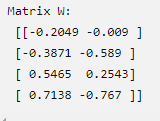 Matrix W:
[[-0.2049 -0.009 ]
[-0.3871 -0.589 ]
[ 0.5465  0.2543]
[ 0.7138 -0.767 ]]